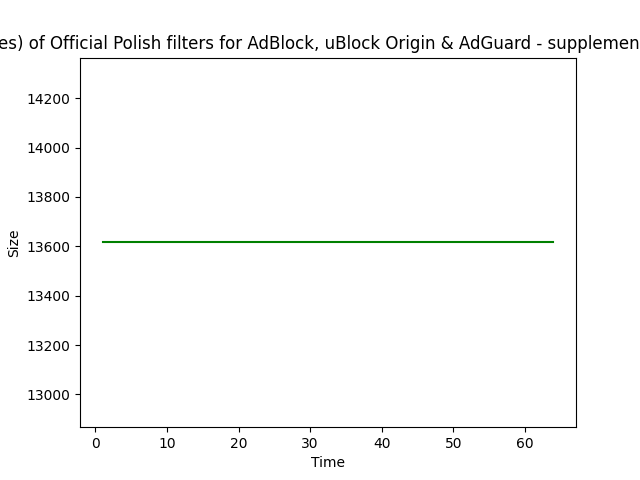 es) of Official Polish filters for AdBlock, uBlock Origin & AdGuard - supplemen
14200
14000
13800
13600
13400
13200
13000
Size
0 10 20 30 40 50 60
Time